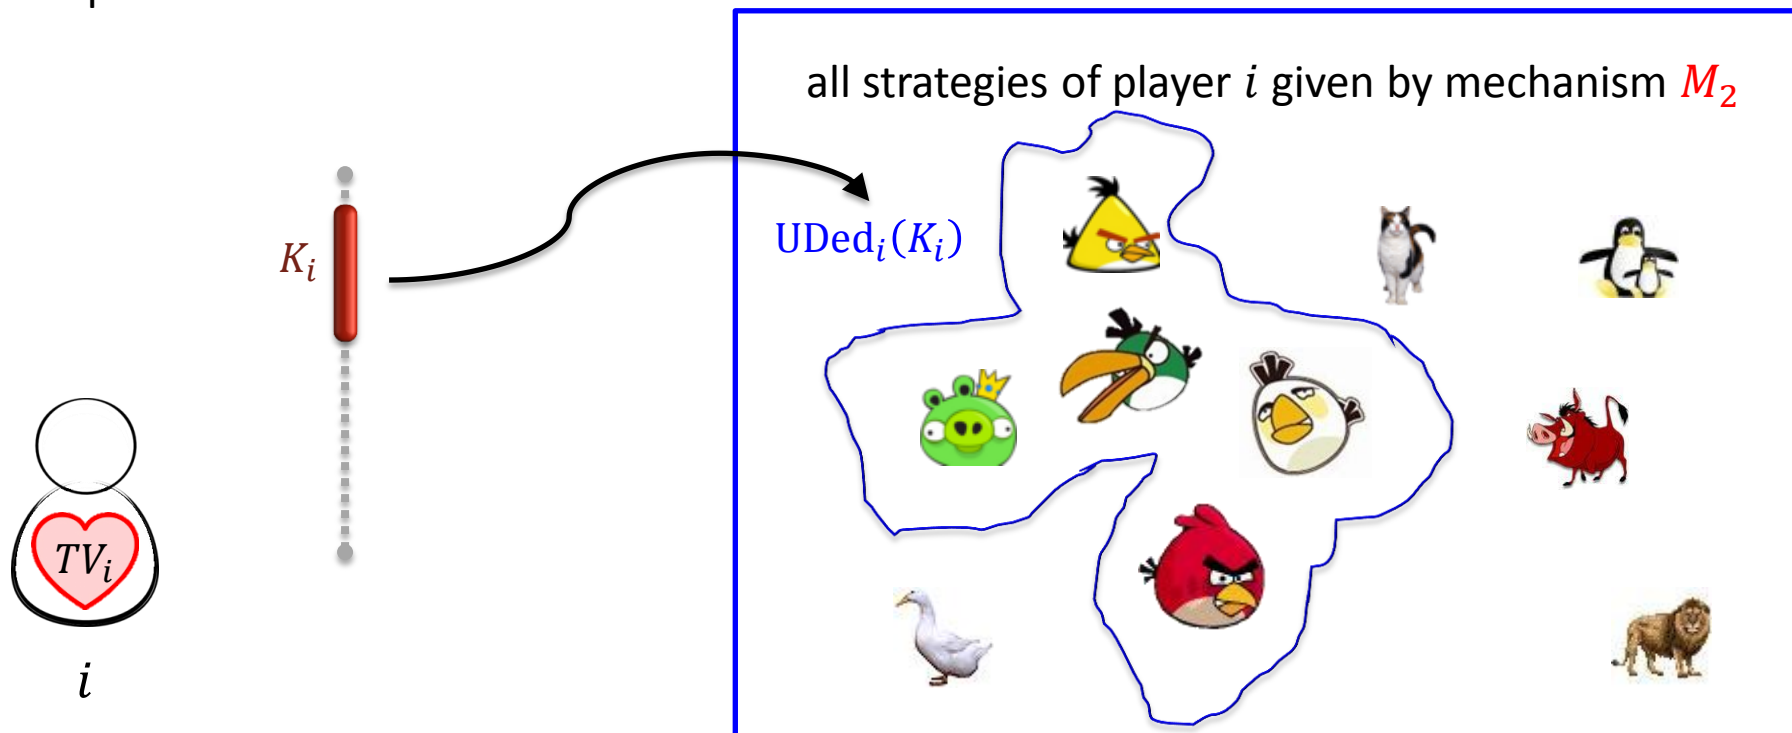 all strategies of player i given by mechanism M₂
UDedᵢ(Kᵢ)
Kᵢ
TVᵢ
i